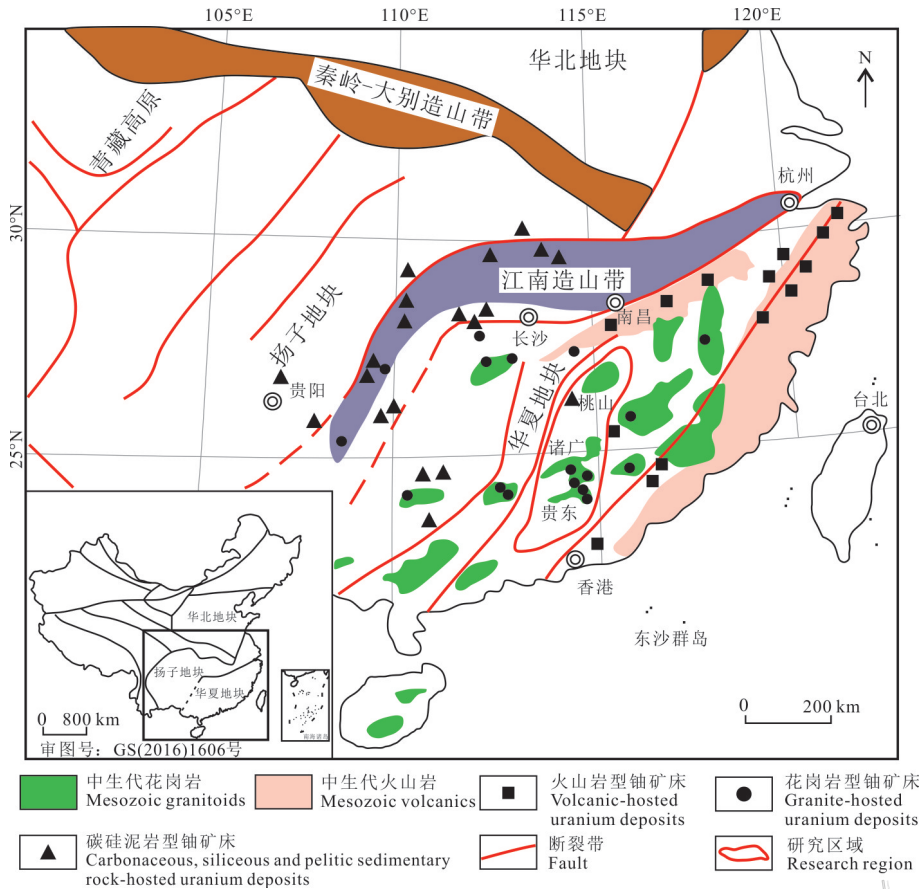 105°E
110°E
115°E
120°E
华北地块
N
秦岭-大别造山带
青藏高原
杭州
30°N
江南造山带
南昌
长沙
扬子地块
贵阳
华夏地块
桃山
台北
诸广
25°N
贵东
香港
东沙群岛
华北地块
扬子地块
华夏地块
南海诸岛
0 800 km
审图号：GS(2016)1606号
0 200 km
中生代花岗岩
Mesozoic granitoids
中生代火山岩
Mesozoic volcanics
火山岩型铀矿床
Volcanic-hosted
uranium deposits
花岗岩型铀矿床
Granite-hosted
uranium deposits
碳硅泥岩型铀矿床
Carbonaceous, siliceous and pelitic sedimentary
rock-hosted uranium deposits
断裂带
Fault
研究区域
Research region